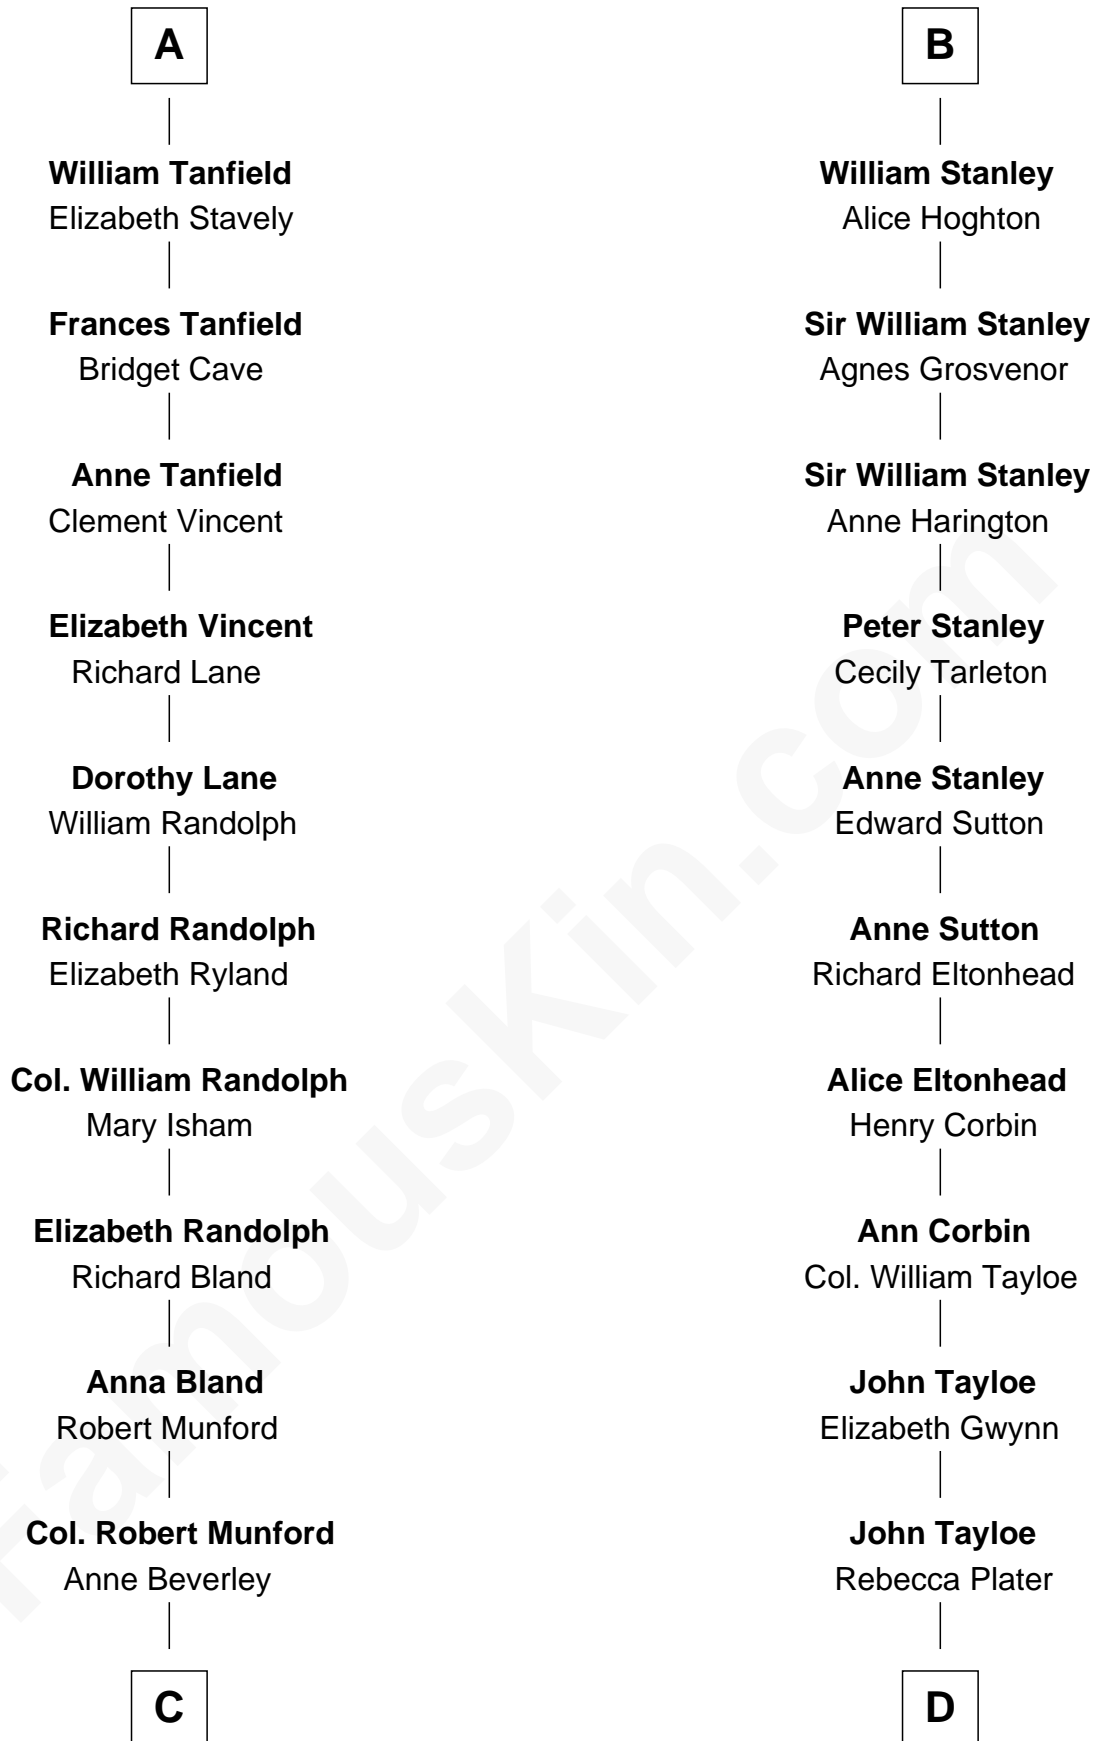 A
William Tanfield
Elizabeth Stavely
Frances Tanfield
Bridget Cave
Anne Tanfield
Clement Vincent
Elizabeth Vincent
Richard Lane
Dorothy Lane
William Randolph
Richard Randolph
Elizabeth Ryland
Col. William Randolph
Mary Isham
Elizabeth Randolph
Richard Bland
Anna Bland
Robert Munford
Col. Robert Munford
Anne Beverley
C
B
William Stanley
Alice Hoghton
Sir William Stanley
Agnes Grosvenor
Sir William Stanley
Anne Harington
Peter Stanley
Cecily Tarleton
Anne Stanley
Edward Sutton
Anne Sutton
Richard Eltonhead
Alice Eltonhead
Henry Corbin
Ann Corbin
Col. William Tayloe
John Tayloe
Elizabeth Gwynn
John Tayloe
Rebecca Plater
D
FamousKin.com